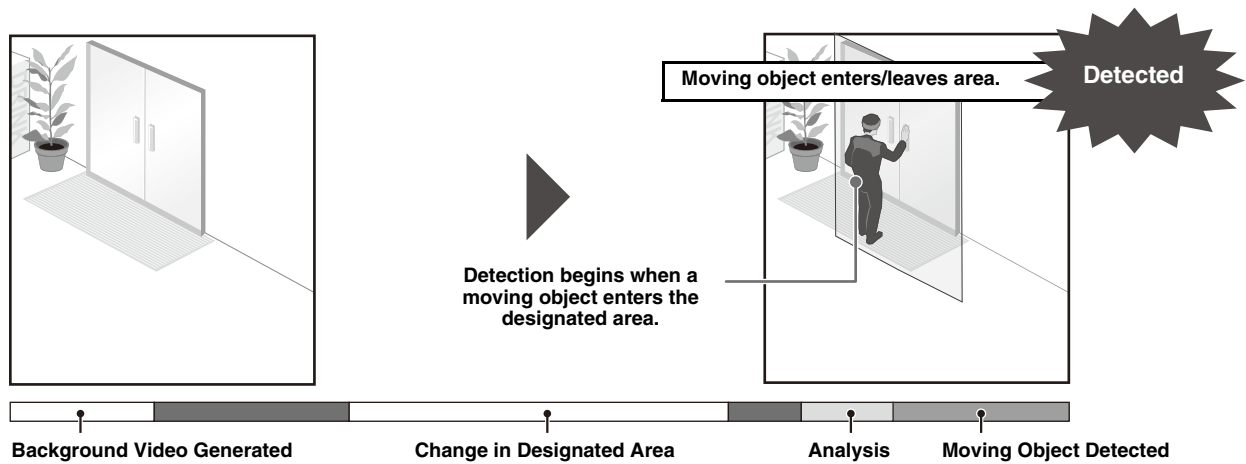 Moving object enters/leaves area.
Detected
Detection begins when a
moving object enters the
designated area.
Background Video Generated
Change in Designated Area
Analysis
Moving Object Detected